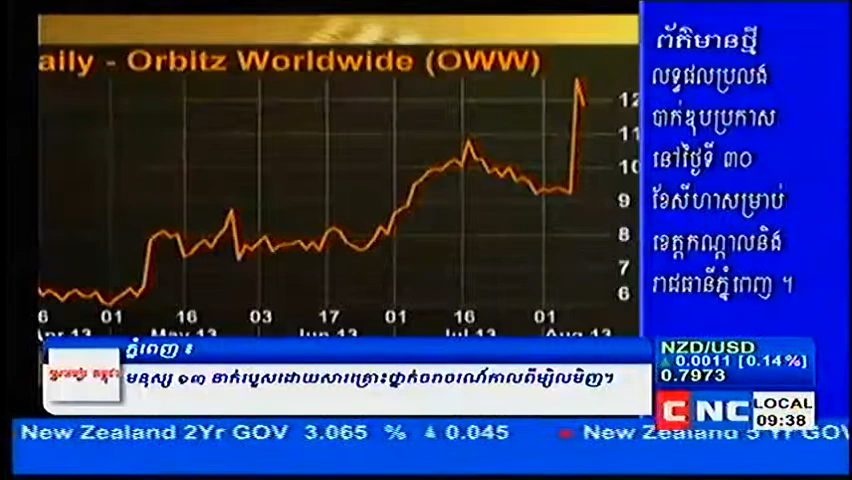 aily - Orbitz Worldwide (OWW)
12
11
10
9
8
7
6
6 01 16 03 17 01 16 01
Apr 13 May 13 Jun 13 Jul 13 Aug 13
ព័ត៌មានថ្មី
លទ្ធផលប្រលង
បាក់ឌុបប្រកាស
នៅថ្ងៃទី ៣០
ខែសីហាសម្រាប់
ខេត្តកណ្ដាលនិង
រាជធានីភ្នំពេញ ។
ភ្នំពេញ ៖
មនុស្ស ១៣ នាក់របួសដោយសារគ្រោះថ្នាក់ចរាចរណ៍កាលពីម្សិលមិញ។
NZD/USD
0.0011 [0.14%]
0.7973
CNC LOCAL
09:38
New Zealand 2Yr GOV 3.065 % 0.045 New Zealand 5 Yr GOV